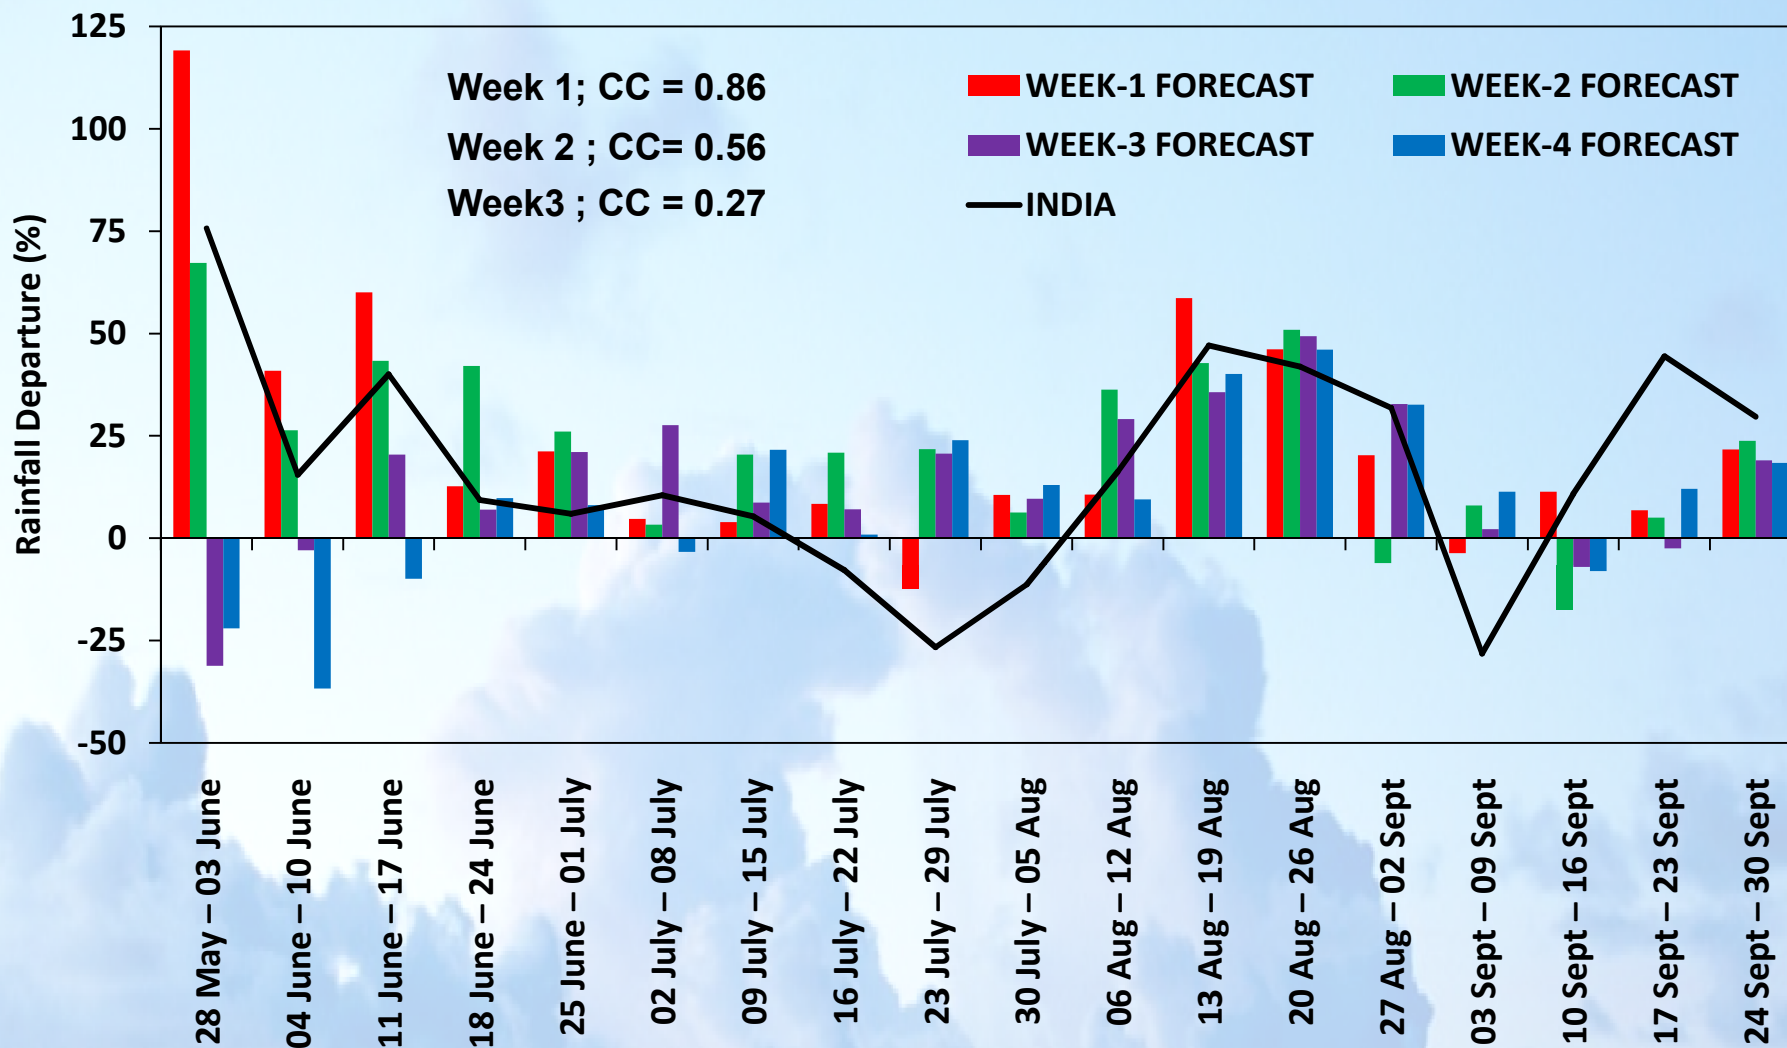 125
100
75
50
25
0
-25
-50
Rainfall Departure (%)
Week 1; CC = 0.86
Week 2 ; CC= 0.56
Week3 ; CC = 0.27
WEEK-1 FORECAST
WEEK-2 FORECAST
WEEK-3 FORECAST
WEEK-4 FORECAST
INDIA
28 May – 03 June
04 June – 10 June
11 June – 17 June
18 June – 24 June
25 June – 01 July
02 July – 08 July
09 July – 15 July
16 July – 22 July
23 July – 29 July
30 July – 05 Aug
06 Aug – 12 Aug
13 Aug – 19 Aug
20 Aug – 26 Aug
27 Aug – 02 Sept
03 Sept – 09 Sept
10 Sept – 16 Sept
17 Sept – 23 Sept
24 Sept – 30 Sept